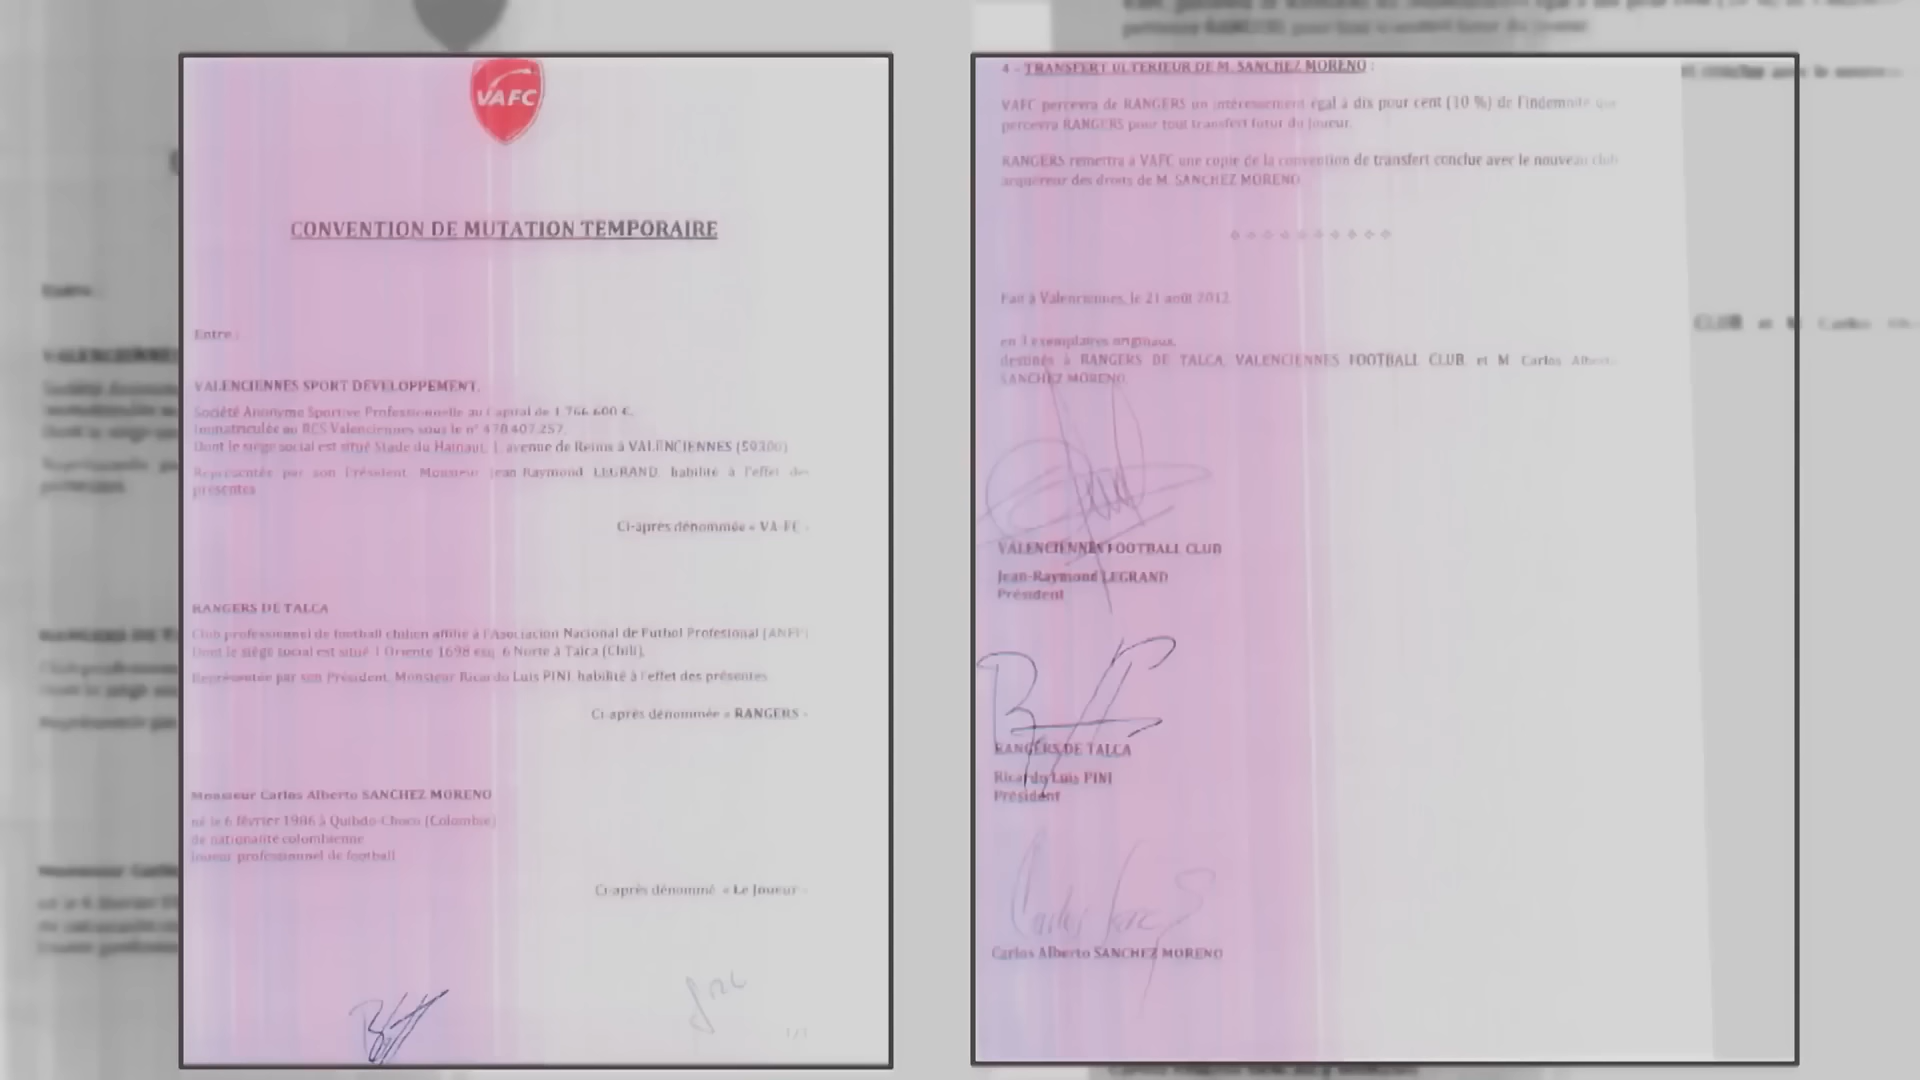 VAFC
CONVENTION DE MUTATION TEMPORAIRE
Entre :
VALENCIENNES SPORT DEVELOPPEMENT,
Société Anonyme Sportive Professionnelle au Capital de 1 766 600 €,
Immatriculée au RCS Valenciennes sous le n° 478 407 257,
Dont le siège social est situé Stade du Hainaut, 1, avenue de Reims à VALENCIENNES (59300)
Représentée par son Président, Monsieur Jean Raymond LEGRAND, habilité à l'effet des
présentes
Ci-après dénommée « VA FC »
RANGERS DE TALCA
Club professionnel de football chilien affilié à l'Asociacion Nacional de Futbol Profesional (ANFP)
Dont le siège social est situé 1 Oriente 1698 esq. 6 Norte à Talca (Chili),
Représentée par son Président, Monsieur Ricardo Luis PINI, habilité à l'effet des présentes
Ci-après dénommée « RANGERS »
Monsieur Carlos Alberto SANCHEZ MORENO
né le 6 février 1986 à Quibdo-Choco (Colombie)
de nationalité colombienne
Joueur professionnel de football
Ci-après dénommé « Le Joueur »
4 - TRANSFERT ULTERIEUR DE M. SANCHEZ MORENO :
VAFC percevra de RANGERS un intéressement égal à dix pour cent (10 %) de l'indemnité que
percevra RANGERS pour tout transfert futur du Joueur.
RANGERS remettra à VAFC une copie de la convention de transfert conclue avec le nouveau club
acquéreur des droits de M. SANCHEZ MORENO.
Fait à Valenciennes, le 21 août 2012
en 3 exemplaires originaux,
destinés à RANGERS DE TALCA, VALENCIENNES FOOTBALL CLUB, et M Carlos Alberto
SANCHEZ MORENO.
VALENCIENNES FOOTBALL CLUB
Jean-Raymond LEGRAND
Président
RANGERS DE TALCA
Ricardo Luis PINI
Président
Carlos Alberto SANCHEZ MORENO